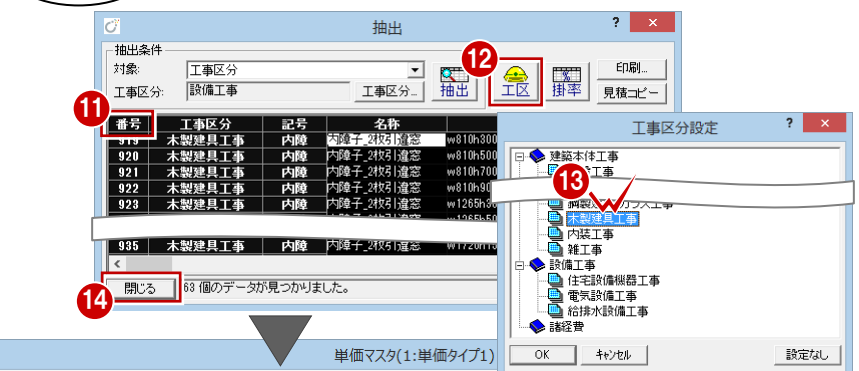 抽出
? ×
抽出条件
対象:
工事区分
工事区分:
設備工事
工事区分...
抽出
12
工区
掛率
印刷...
見積コピー
11
番号 工事区分 記号 名称
919 木製建具工事 内障 内障子_2枚引違窓 w810h300
920 木製建具工事 内障 内障子_2枚引違窓 w810h500
921 木製建具工事 内障 内障子_2枚引違窓 w810h700
922 木製建具工事 内障 内障子_2枚引違窓 w810h90
923 木製建具工事 内障 内障子_2枚引違窓 w1265h3
935 木製建具工事 内障 内障子_2枚引違窓
閉じる
14
63 個のデータが見つかりました。
工事区分設定
? ×
建築本体工事
13
木製建具工事
内装工事
雑工事
設備工事
住宅設備機器工事
電気設備工事
給排水設備工事
諸経費
OK
キャンセル
設定なし
単価マスタ(1:単価タイプ1)